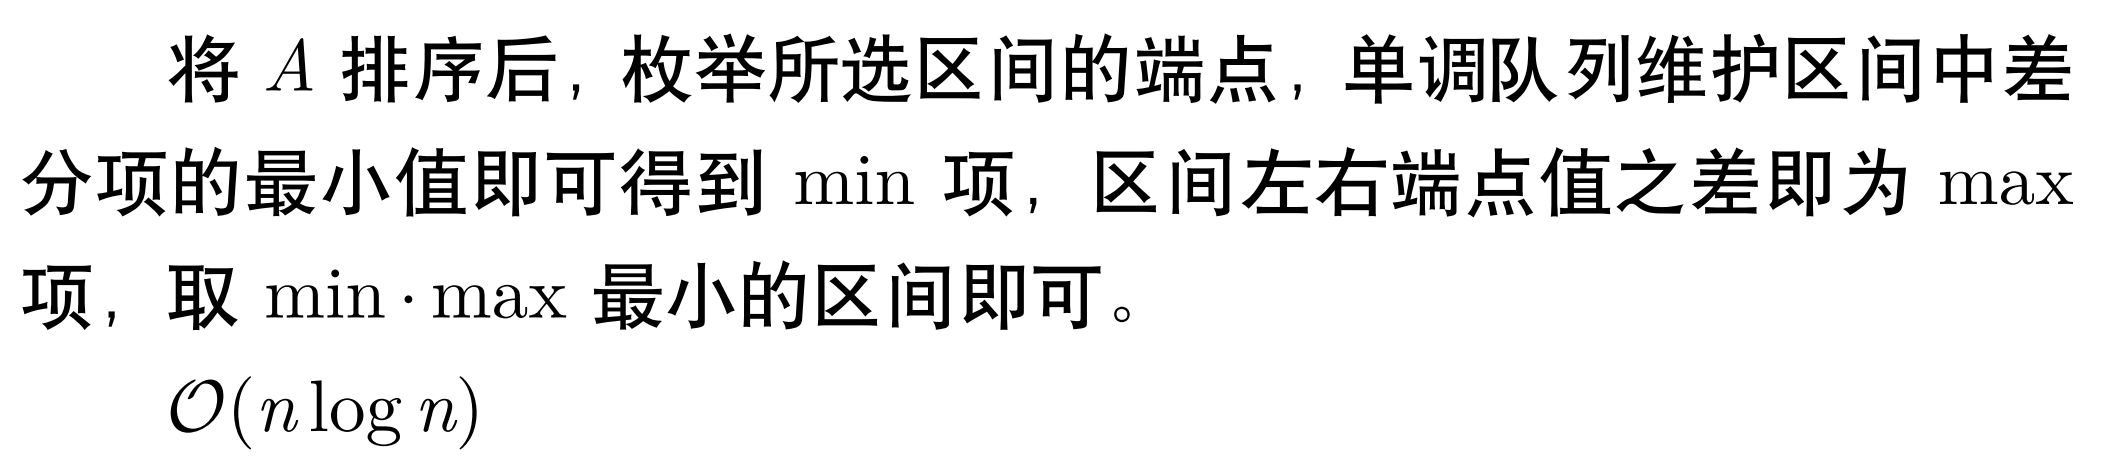 将 A 排序后, 枚举所选区间的端点, 单调队列维护区间中差
分项的最小值即可得到 min 项, 区间左右端点值之差即为 max
项, 取 min · max 最小的区间即可。
𝒪(n log n)